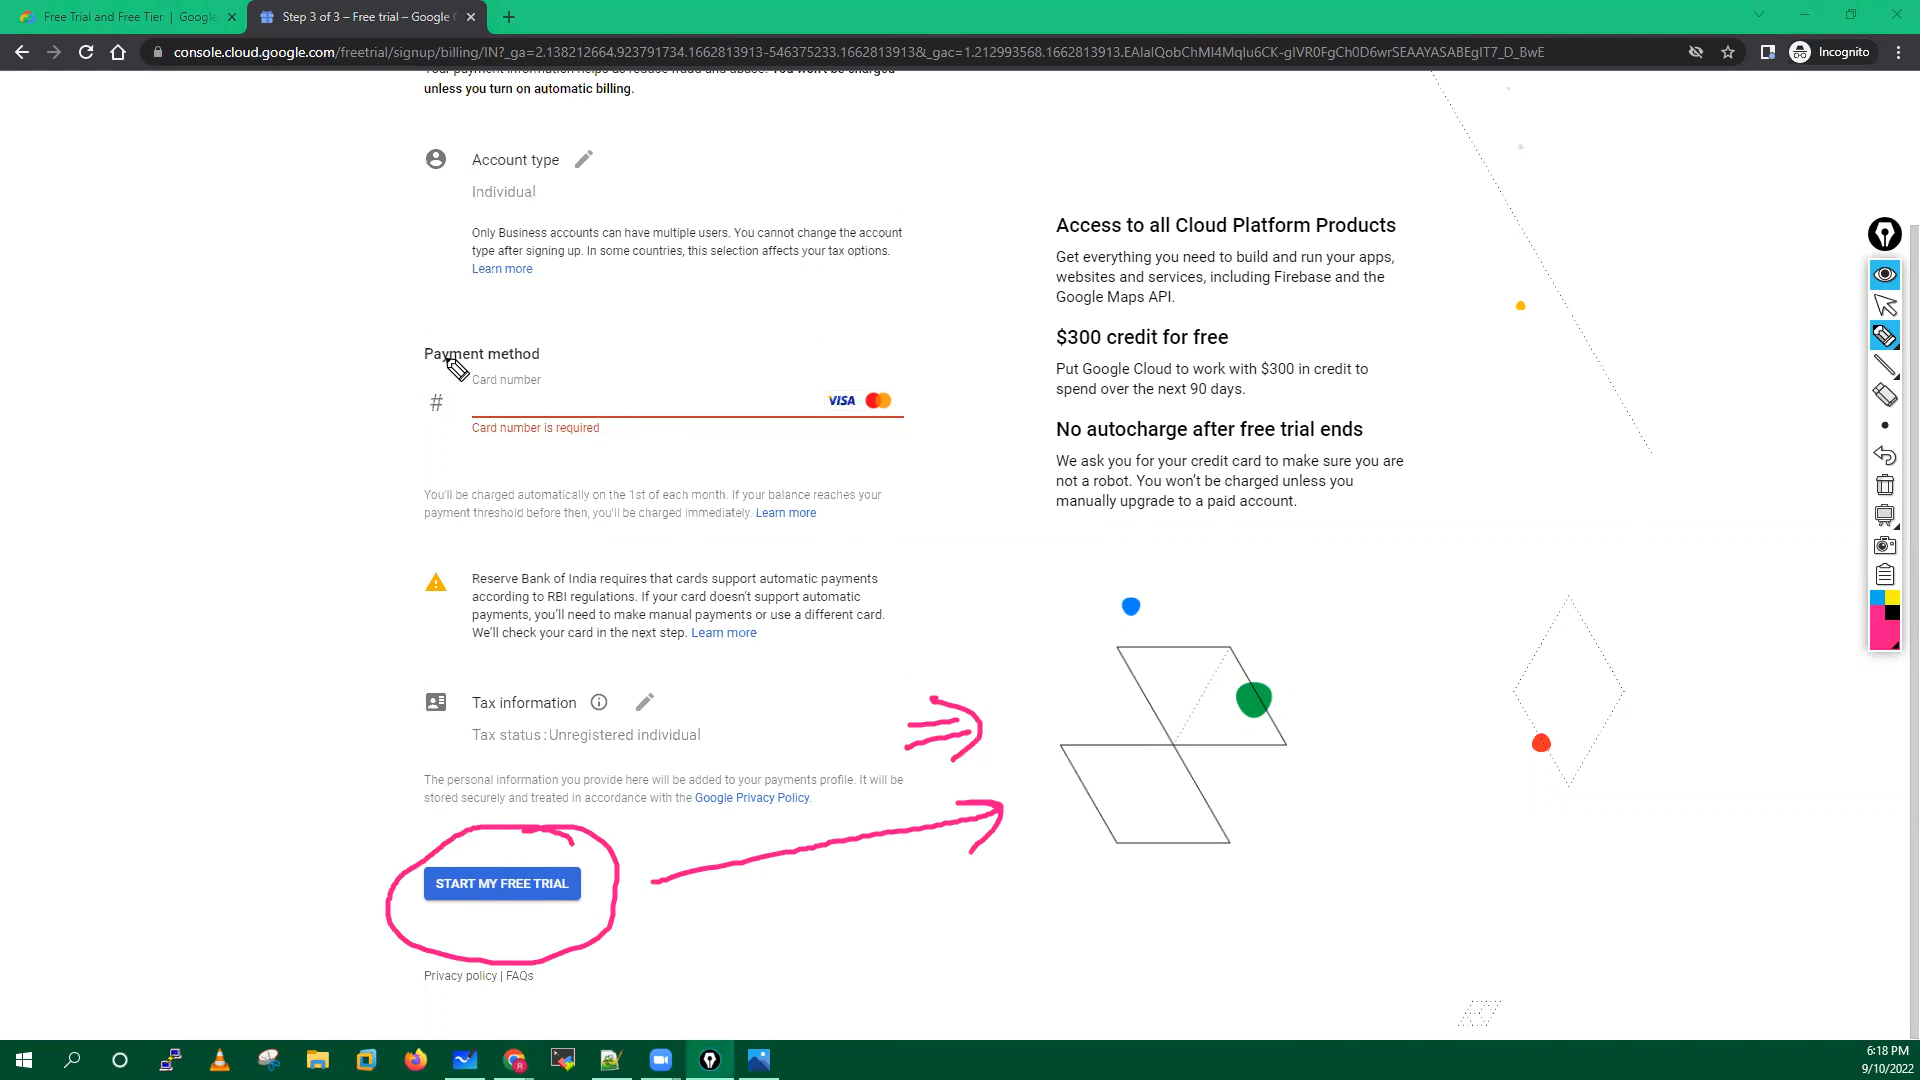 Free Trial and Free Tier | Google
Step 3 of 3 – Free trial – Google C
console.cloud.google.com/freetrial/signup/billing/IN?_ga=2.138212664.923791734.1662813913-546375233.1662813913&_gac=1.212993568.1662813913.EAIaIQobChMI4MqIu6CK-gIVR0FgCh0D6wrSEAAYASABEgIT7_D_BwE
Incognito
unless you turn on automatic billing.
Account type
Individual
Only Business accounts can have multiple users. You cannot change the account
type after signing up. In some countries, this selection affects your tax options.
Learn more
Payment method
Card number
#
VISA
Card number is required
You'll be charged automatically on the 1st of each month. If your balance reaches your
payment threshold before then, you'll be charged immediately. Learn more
Reserve Bank of India requires that cards support automatic payments
according to RBI regulations. If your card doesn't support automatic
payments, you'll need to make manual payments or use a different card.
We'll check your card in the next step. Learn more
Tax information
Tax status : Unregistered individual
The personal information you provide here will be added to your payments profile. It will be
stored securely and treated in accordance with the Google Privacy Policy.
START MY FREE TRIAL
Privacy policy | FAQs
Access to all Cloud Platform Products
Get everything you need to build and run your apps,
websites and services, including Firebase and the
Google Maps API.
$300 credit for free
Put Google Cloud to work with $300 in credit to
spend over the next 90 days.
No autocharge after free trial ends
We ask you for your credit card to make sure you are
not a robot. You won't be charged unless you
manually upgrade to a paid account.
6:18 PM
9/10/2022